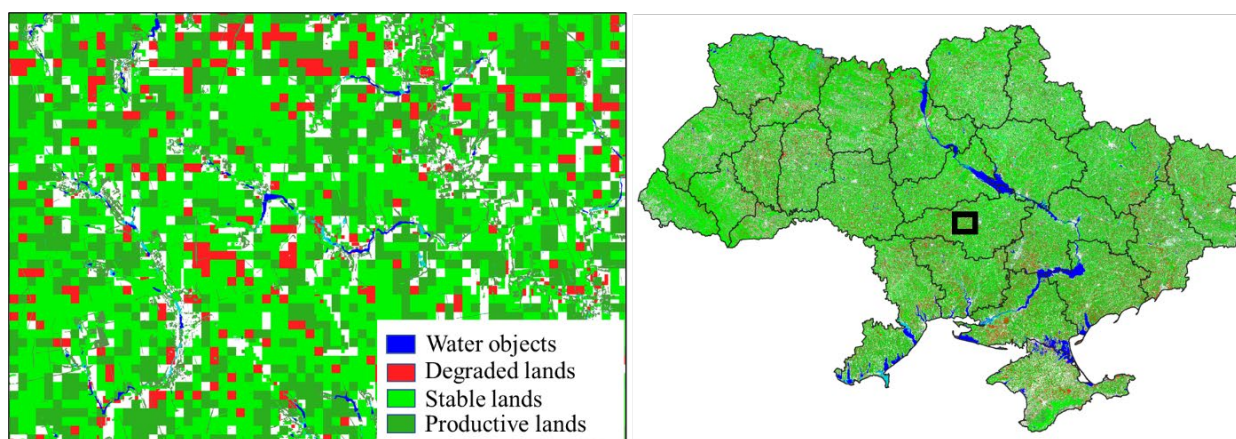 Water objects
Degraded lands
Stable lands
Productive lands